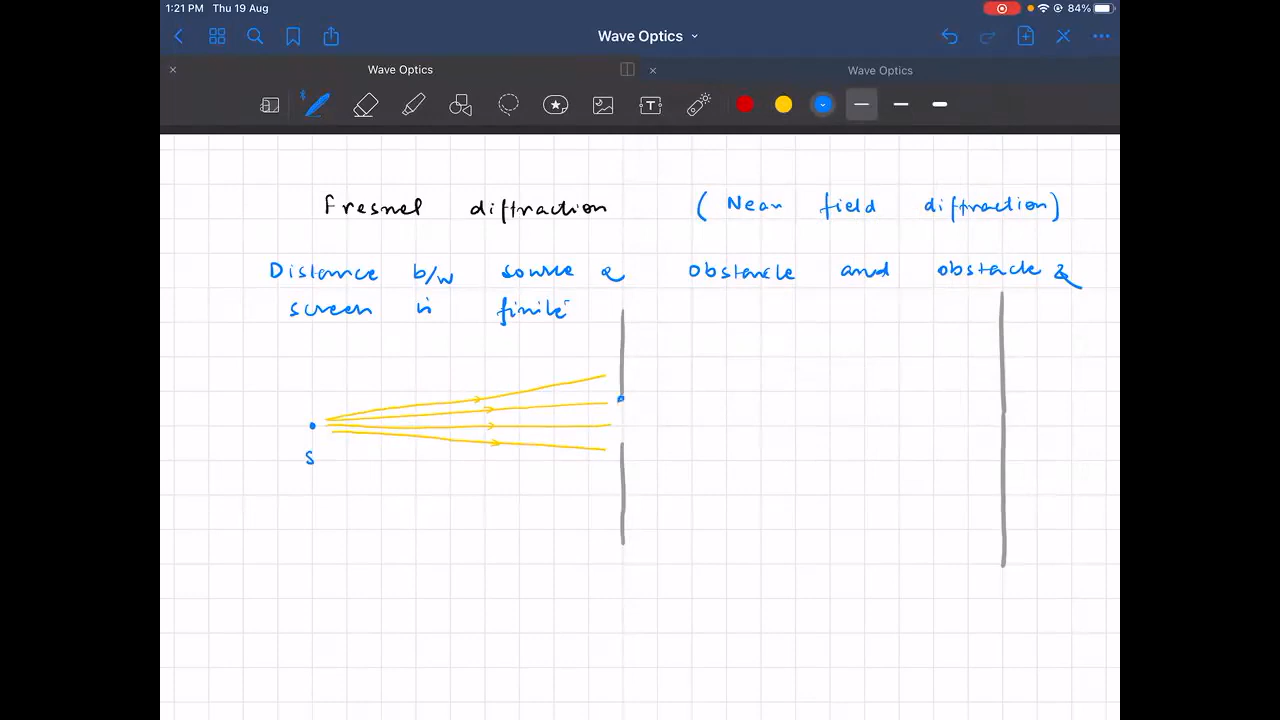 1:21 PM Thu 19 Aug 84%
Wave Optics
Wave Optics Wave Optics
T
Fresnel diffraction (Near field diffraction)
Distance b/w source & obstacle and obstacle &
screen is finite
S